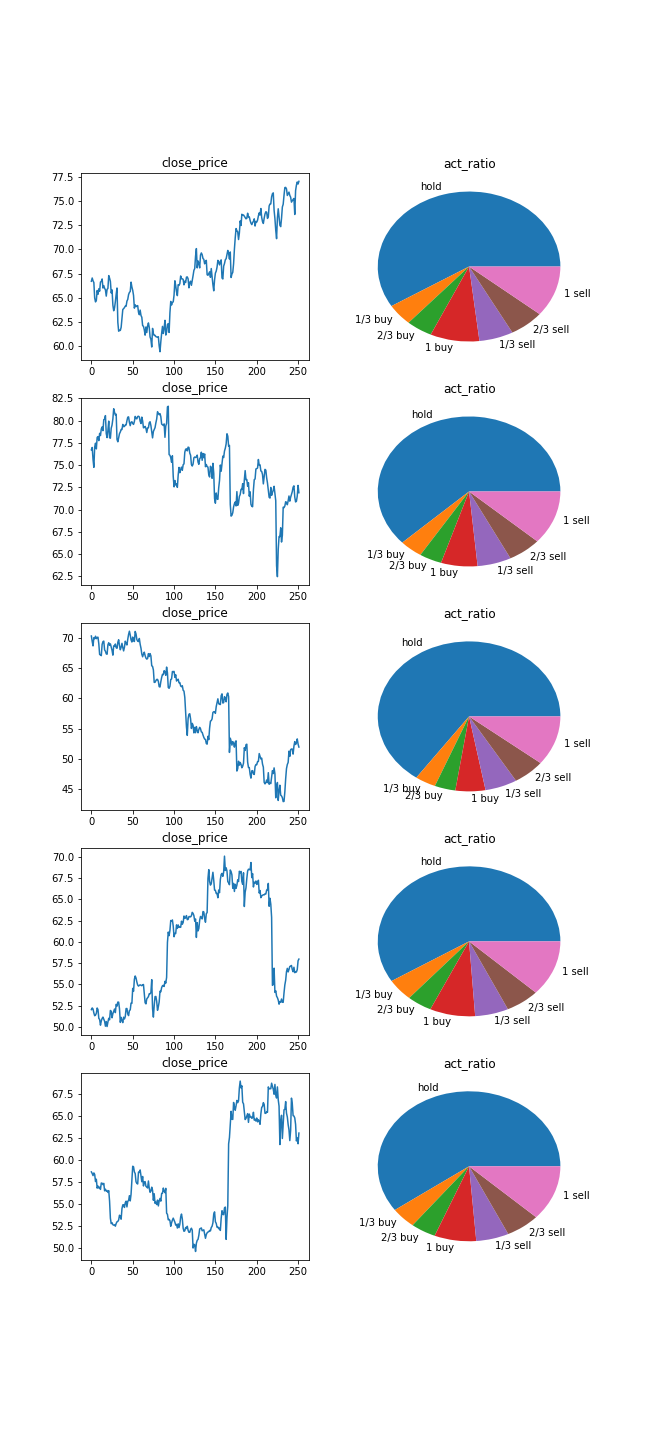 close_price
act_ratio
77.5
75.0
72.5
70.0
67.5
65.0
62.5
60.0
0 50 100 150 200 250
hold
1/3 buy
2/3 buy
1 buy
1/3 sell
2/3 sell
1 sell
close_price
act_ratio
82.5
80.0
77.5
75.0
72.5
70.0
67.5
65.0
62.5
0 50 100 150 200 250
hold
1/3 buy
2/3 buy
1 buy
1/3 sell
2/3 sell
1 sell
close_price
act_ratio
70
65
60
55
50
45
0 50 100 150 200 250
hold
1/3 buy
2/3 buy
1 buy
1/3 sell
2/3 sell
1 sell
close_price
act_ratio
70.0
67.5
65.0
62.5
60.0
57.5
55.0
52.5
50.0
0 50 100 150 200 250
hold
1/3 buy
2/3 buy
1 buy
1/3 sell
2/3 sell
1 sell
close_price
act_ratio
67.5
65.0
62.5
60.0
57.5
55.0
52.5
50.0
0 50 100 150 200 250
hold
1/3 buy
2/3 buy
1 buy
1/3 sell
2/3 sell
1 sell